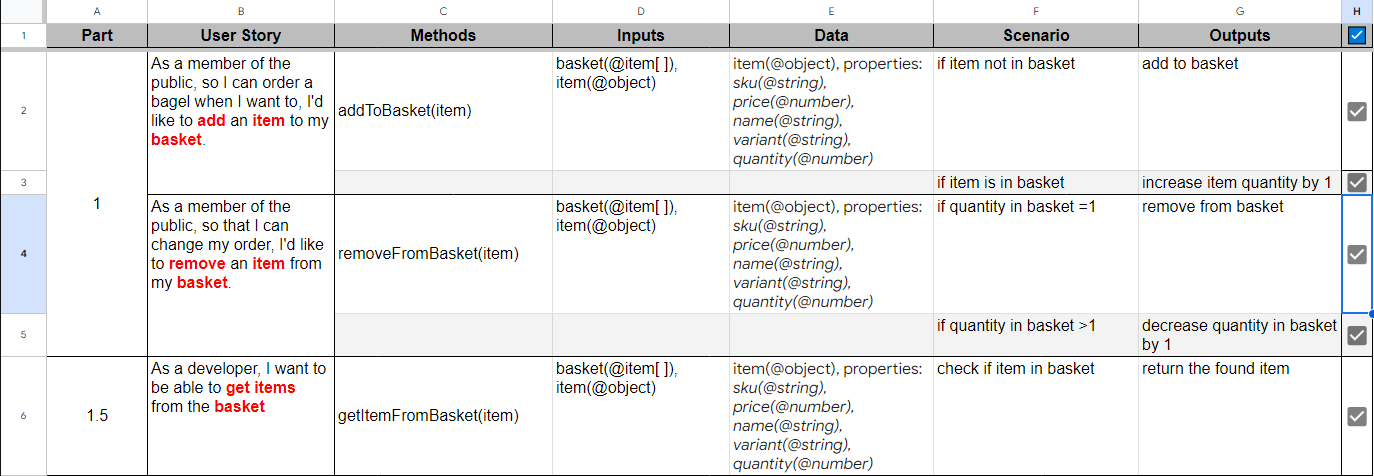 A B C D E F G H
1 Part User Story Methods Inputs Data Scenario Outputs
2
As a member of the
public, so I can order a
bagel when I want to, I'd
like to add an item to my
basket.
addToBasket(item)
basket(@item[ ]),
item(@object)
item(@object), properties:
sku(@string),
price(@number),
name(@string),
variant(@string),
quantity(@number)
if item not in basket
add to basket
3
if item is in basket
increase item quantity by 1
1
4
As a member of the
public, so that I can
change my order, I'd like
to remove an item from
my basket.
removeFromBasket(item)
basket(@item[ ]),
item(@object)
item(@object), properties:
sku(@string),
price(@number),
name(@string),
variant(@string),
quantity(@number)
if quantity in basket =1
remove from basket
5
if quantity in basket >1
decrease quantity in basket
by 1
6
1.5
As a developer, I want to
be able to get items
from the basket
getItemFromBasket(item)
basket(@item[ ]),
item(@object)
item(@object), properties:
sku(@string),
price(@number),
name(@string),
variant(@string),
quantity(@number)
check if item in basket
return the found item